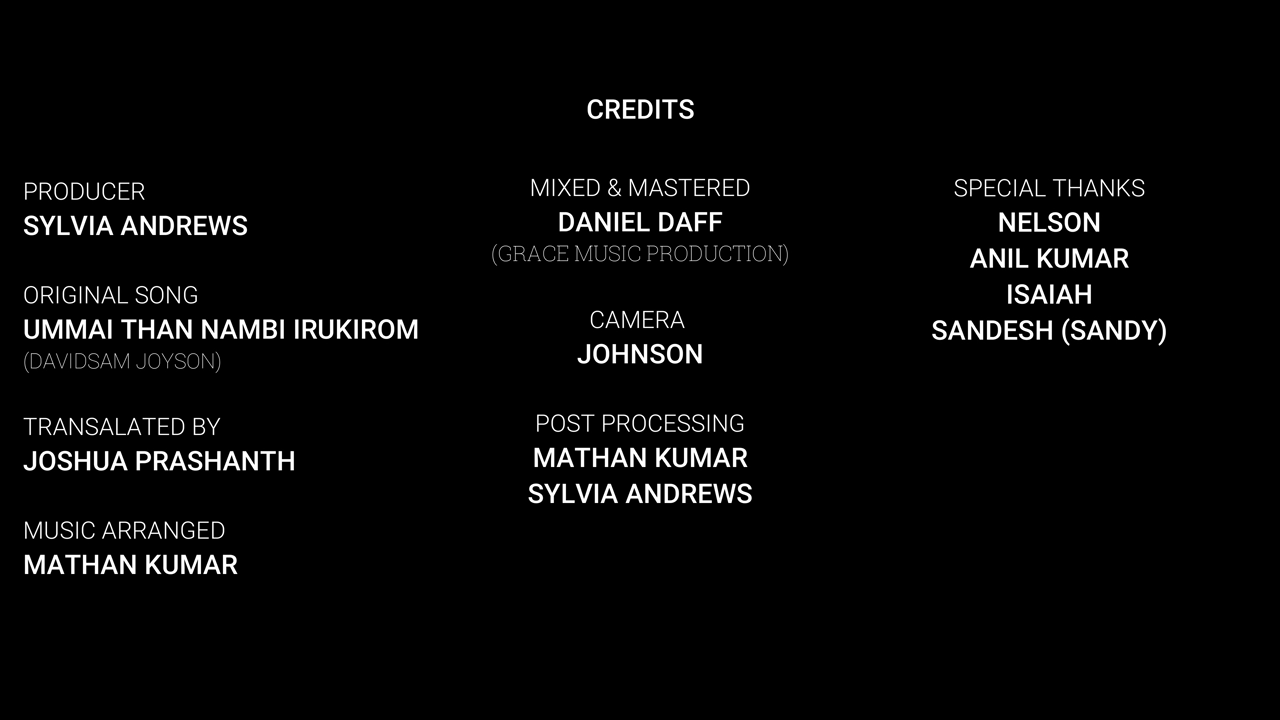 CREDITS
PRODUCER
SYLVIA ANDREWS
ORIGINAL SONG
UMMAI THAN NAMBI IRUKIROM
(DAVIDSAM JOYSON)
TRANSALATED BY
JOSHUA PRASHANTH
MUSIC ARRANGED
MATHAN KUMAR
MIXED & MASTERED
DANIEL DAFF
(GRACE MUSIC PRODUCTION)
CAMERA
JOHNSON
POST PROCESSING
MATHAN KUMAR
SYLVIA ANDREWS
SPECIAL THANKS
NELSON
ANIL KUMAR
ISAIAH
SANDESH (SANDY)